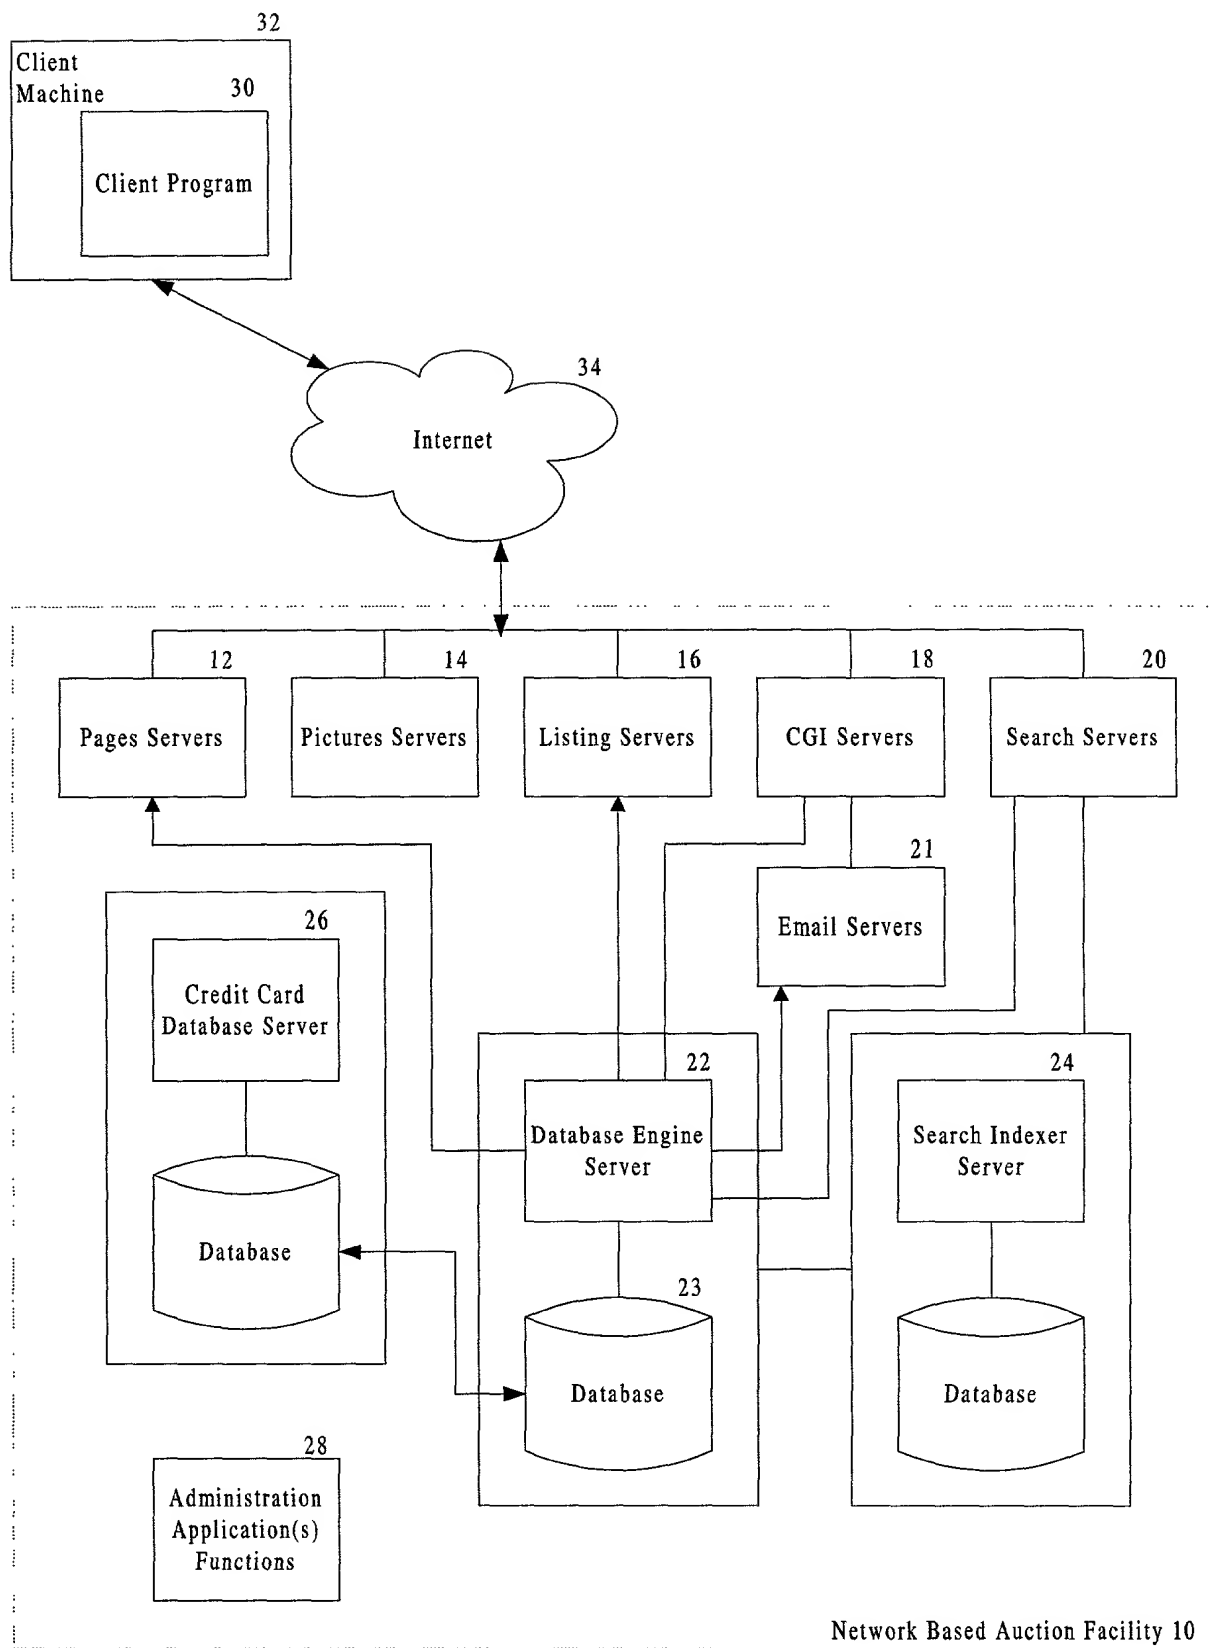 32
Client
Machine
30
Client Program
34
Internet
12
14
16
18
20
Pages Servers
Pictures Servers
Listing Servers
CGI Servers
Search Servers
21
Email Servers
26
Credit Card
Database Server
22
Database Engine
Server
24
Search Indexer
Server
Database
23
Database
Database
28
Administration
Application(s)
Functions
Network Based Auction Facility 10